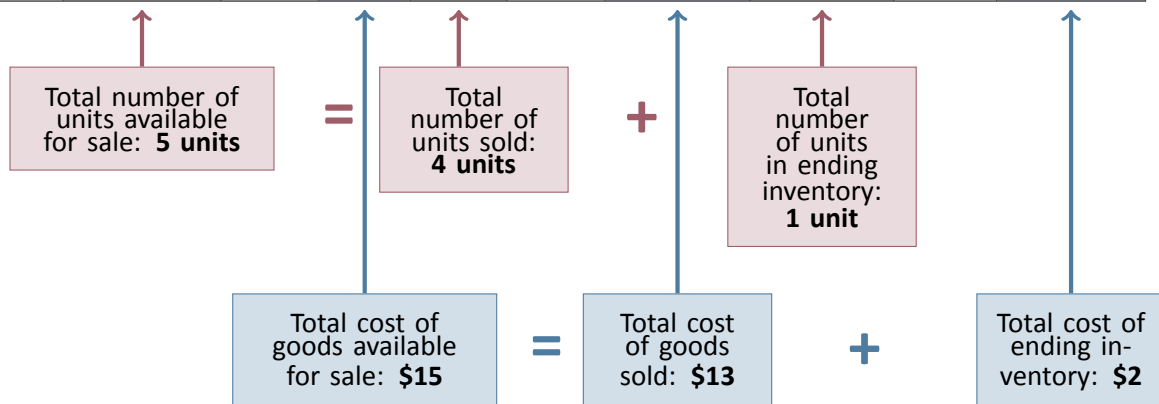 Total number of
units available
for sale: 5 units
=
Total
number of
units sold:
4 units
+
Total
number
of units
in ending
inventory:
1 unit
Total cost of
goods available
for sale: $15
=
Total cost
of goods
sold: $13
+
Total cost of
ending in-
ventory: $2